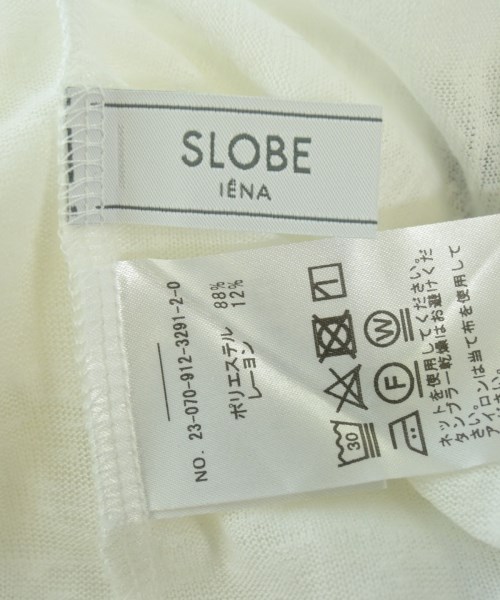 SLOBE
IÉNA
NO. 23-070-912-3291-2-0
ポリエステル 88%
レーヨン 12%
30
W
F
ネットを使用してください。
タンブラー乾燥はお避けくだ
さい。アイロンは当て布を使用して